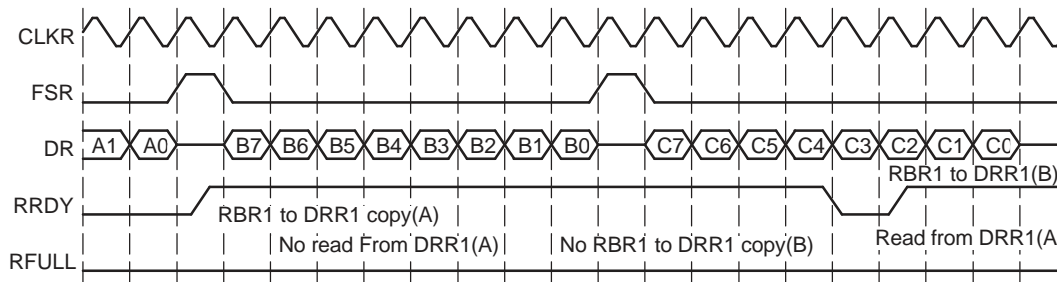 CLKR
FSR
DR A1 A0 B7 B6 B5 B4 B3 B2 B1 B0 C7 C6 C5 C4 C3 C2 C1 C0
RBR1 to DRR1(B)
RRDY RBR1 to DRR1 copy(A)
No read From DRR1(A) No RBR1 to DRR1 copy(B) Read from DRR1(A
RFULL